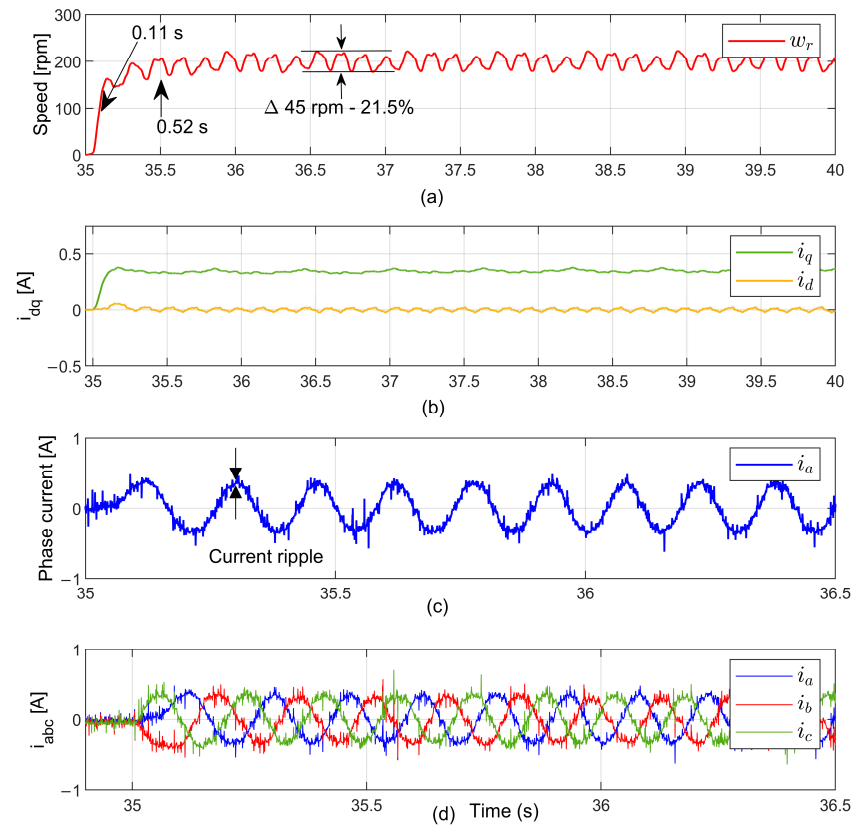 300
200
100
0
Speed [rpm]
0.11 s
0.52 s
Δ 45 rpm - 21.5%
w_r
35 35.5 36 36.5 37 37.5 38 38.5 39 39.5 40
(a)
0.5
0
−0.5
i_dq [A]
i_q
i_d
35 35.5 36 36.5 37 37.5 38 38.5 39 39.5 40
(b)
1
0
−1
Phase current [A]
Current ripple
i_a
35 35.5 36 36.5
(c)
1
0
−1
i_abc [A]
i_a
i_b
i_c
35 35.5 36 36.5
Time (s)
(d)